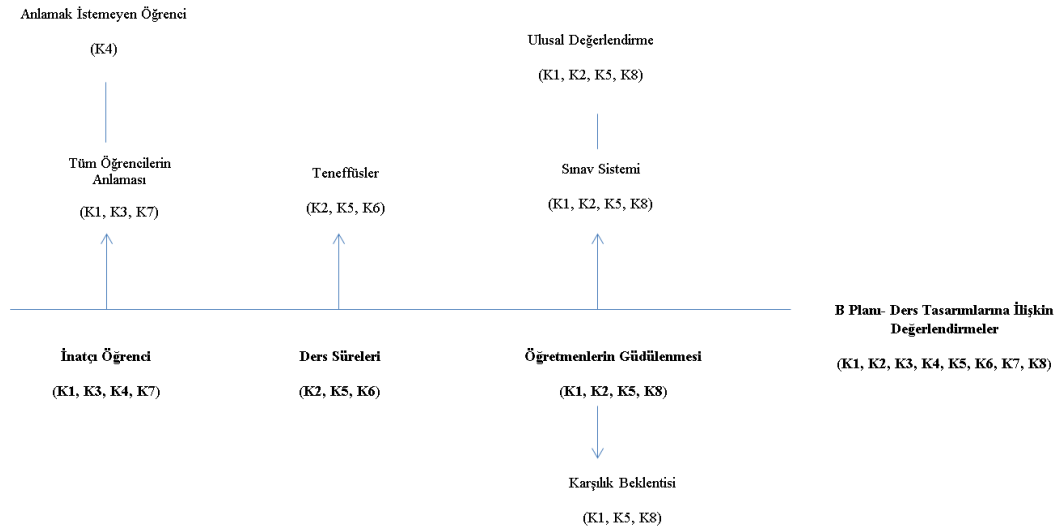 Anlamak İstemeyen Öğrenci
(K4)
Ulusal Değerlendirme
(K1, K2, K5, K8)
Tüm Öğrencilerin
Anlaması
(K1, K3, K7)
Teneffüsler
(K2, K5, K6)
Sınav Sistemi
(K1, K2, K5, K8)
B Planı- Ders Tasarımlarına İlişkin
Değerlendirmeler
(K1, K2, K3, K4, K5, K6, K7, K8)
İnatçı Öğrenci
(K1, K3, K4, K7)
Ders Süreleri
(K2, K5, K6)
Öğretmenlerin Güdülenmesi
(K1, K2, K5, K8)
Karşılık Beklentisi
(K1, K5, K8)